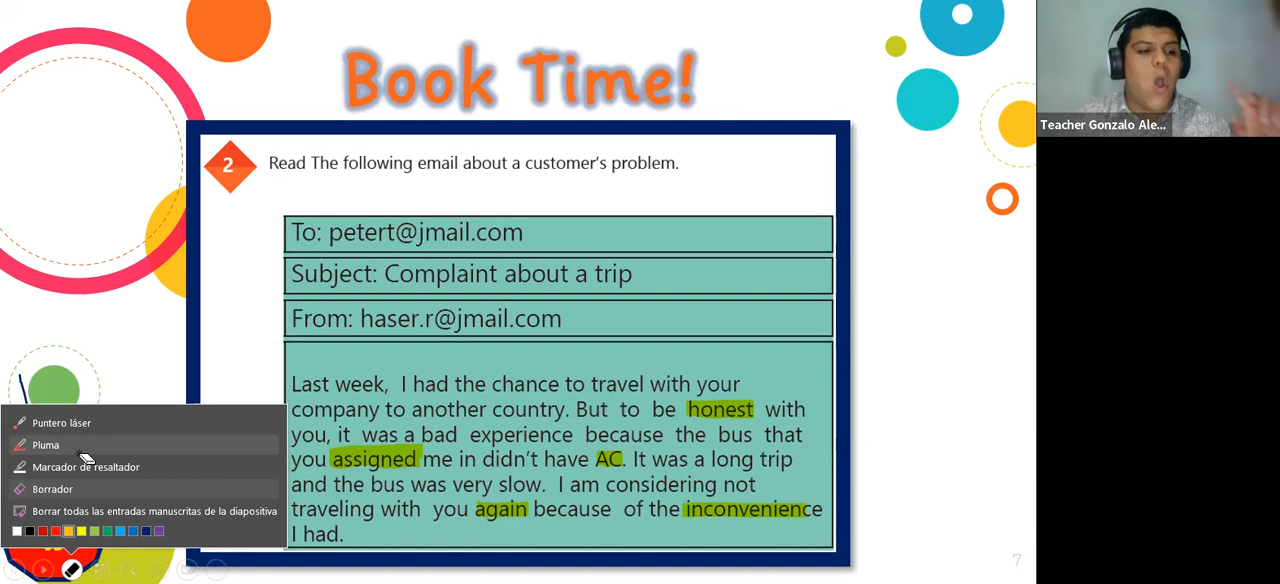 Book Time!
Teacher Gonzalo Ale...
2
Read The following email about a customer's problem.
To: petert@jmail.com
Subject: Complaint about a trip
From: haser.r@jmail.com
Last week, I had the chance to travel with your
company to another country. But to be honest with
you, it was a bad experience because the bus that
you assigned me in didn't have AC. It was a long trip
and the bus was very slow. I am considering not
traveling with you again because of the inconvenience
I had.
Puntero láser
Pluma
Marcador de resaltador
Borrador
Borrar todas las entradas manuscritas de la diapositiva
7